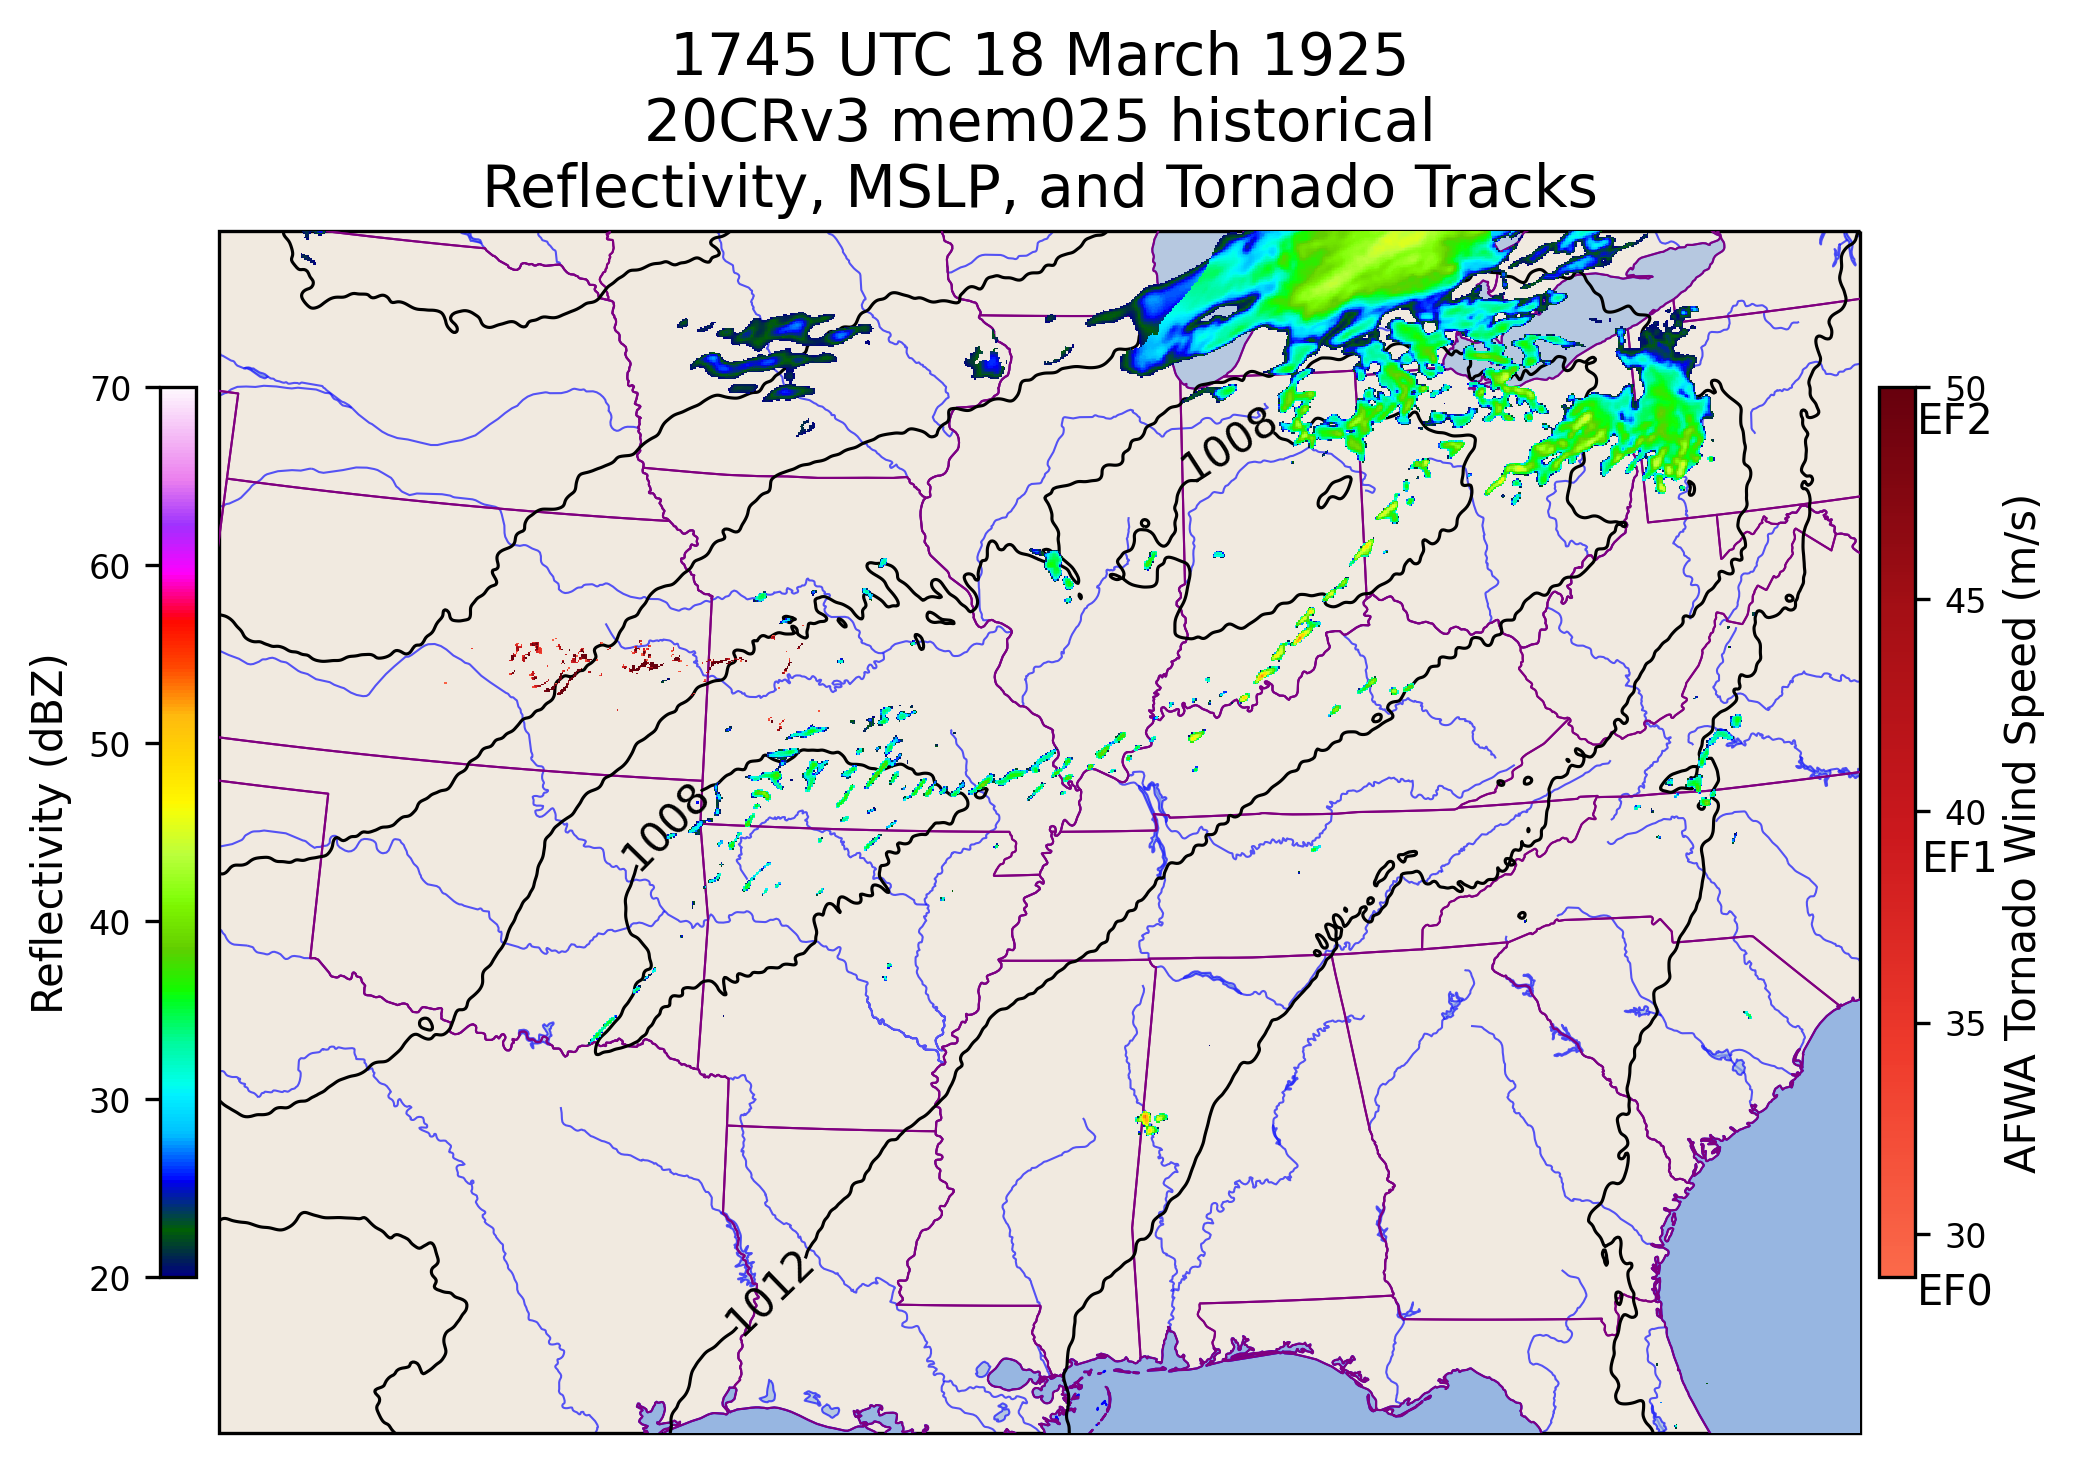 1745 UTC 18 March 1925
20CRv3 mem025 historical
Reflectivity, MSLP, and Tornado Tracks
70
60
50
40
30
20
Reflectivity (dBZ)
1008
1008
1012
50
EF2
45
40
EF1
35
30
EF0
AFWA Tornado Wind Speed (m/s)